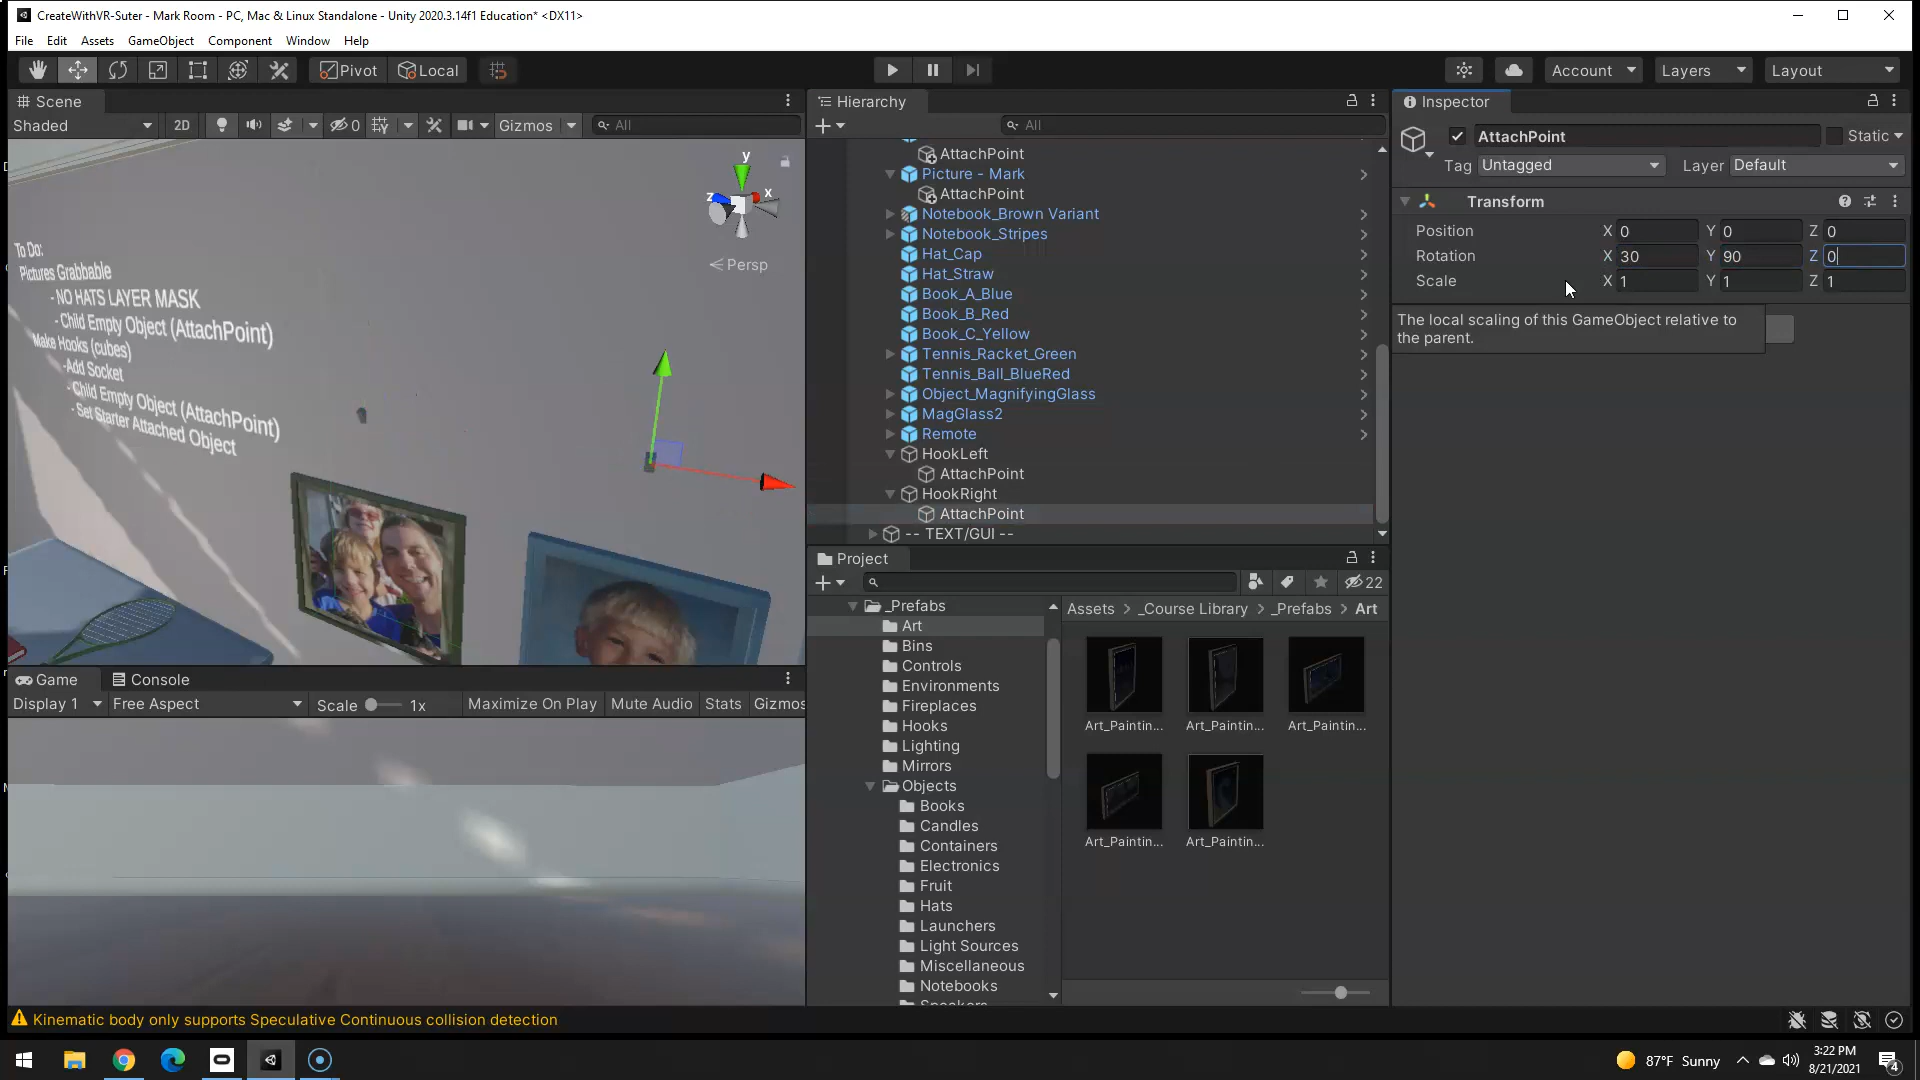 CreateWithVR-Suter - Mark Room - PC, Mac & Linux Standalone - Unity 2020.3.14f1 Education* <DX11>
File Edit Assets GameObject Component Window Help
Pivot Local Account Layers Layout
Scene
Shaded 2D 0 Gizmos All
y
z x
Persp
To Do:
Pictures Grabbable
- NO HATS LAYER MASK
- Child Empty Object (AttachPoint)
Make Hooks (cubes)
-Add Socket
- Child Empty Object (AttachPoint)
- Set Starter Attached Object
Game Console
Display 1 Free Aspect Scale 1x Maximize On Play Mute Audio Stats Gizmos
Hierarchy
All
AttachPoint
Picture - Mark
AttachPoint
Notebook_Brown Variant
Notebook_Stripes
Hat_Cap
Hat_Straw
Book_A_Blue
Book_B_Red
Book_C_Yellow
Tennis_Racket_Green
Tennis_Ball_BlueRed
Object_MagnifyingGlass
MagGlass2
Remote
HookLeft
AttachPoint
HookRight
AttachPoint
-- TEXT/GUI --
Project
22
_Prefabs
Art
Bins
Controls
Environments
Fireplaces
Hooks
Lighting
Mirrors
Objects
Books
Candles
Containers
Electronics
Fruit
Hats
Launchers
Light Sources
Miscellaneous
Notebooks
Speakers
Assets > _Course Library > _Prefabs > Art
Art_Paintin... Art_Paintin... Art_Paintin...
Art_Paintin... Art_Paintin...
Inspector
AttachPoint Static
Tag Untagged Layer Default
Transform
Position X 0 Y 0 Z 0
Rotation X 30 Y 90 Z 0
Scale X 1 Y 1 Z 1
The local scaling of this GameObject relative to
the parent.
Kinematic body only supports Speculative Continuous collision detection
87°F Sunny
3:22 PM
8/21/2021
4